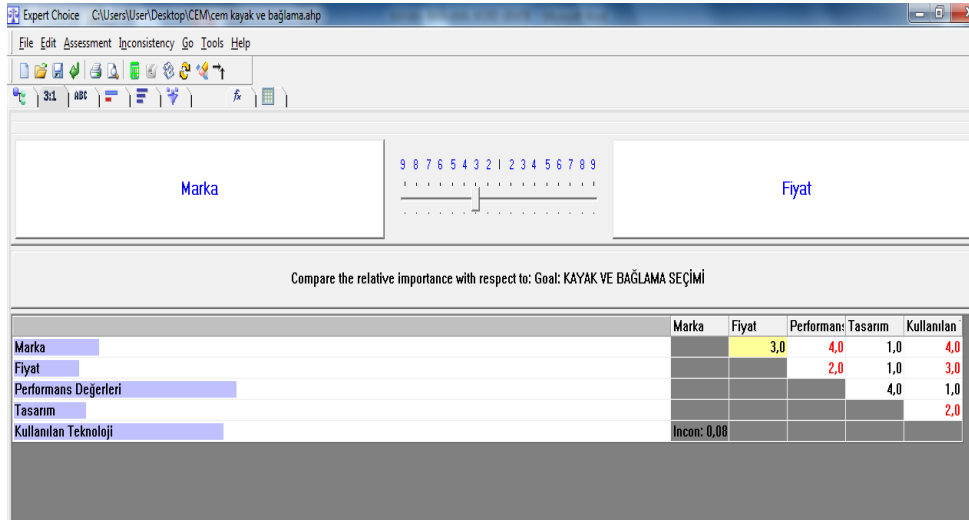 Expert Choice C:\Users\User\Desktop\CEM\cem kayak ve bağlama.ahp
File Edit Assessment Inconsistency Go Tools Help
3:1 ABC fx
9 8 7 6 5 4 3 2 1 2 3 4 5 6 7 8 9
Marka Fiyat
Compare the relative importance with respect to: Goal: KAYAK VE BAĞLAMA SEÇİMİ
Marka Fiyat Performans Tasarım Kullanılan
Marka 3,0 4,0 1,0 4,0
Fiyat 2,0 1,0 3,0
Performans Değerleri 4,0 1,0
Tasarım 2,0
Kullanılan Teknoloji Incon: 0,08